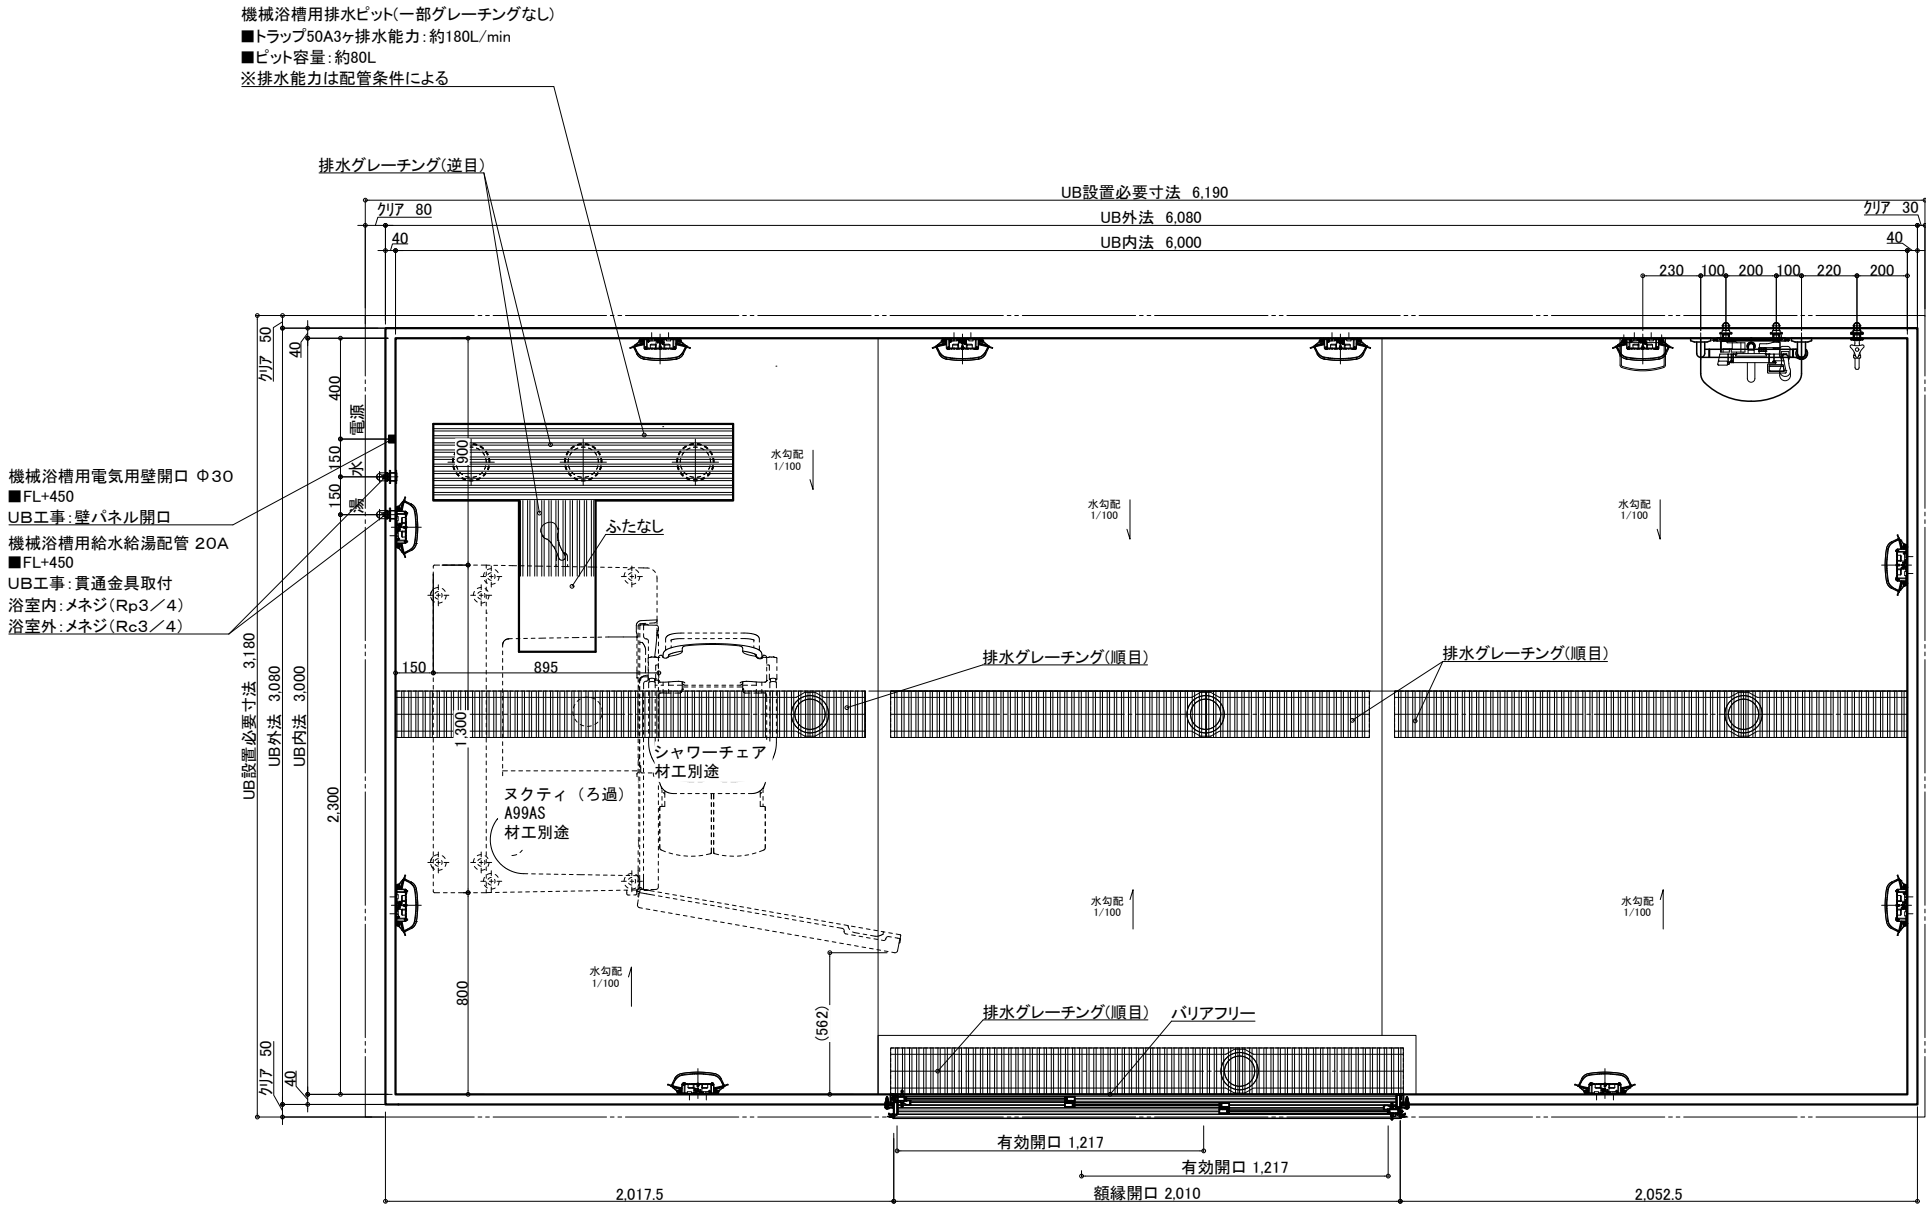 機械浴槽用排水ピット(一部グレーチングなし)
■トラップ50A3ヶ排水能力:約180L/min
■ピット容量:約80L
※排水能力は配管条件による
排水グレーチング(逆目)
UB設置必要寸法 6,190
クリア 80
UB外法 6,080
クリア 30
40
UB内法 6,000
40
230
100
200
100
220
200
クリア 50
40
400
電源
150
水
150
湯
900
機械浴槽用電気用壁開口 Φ30
■FL+450
UB工事:壁パネル開口
機械浴槽用給水給湯配管 20A
■FL+450
UB工事:貫通金具取付
浴室内:メネジ(Rp3/4)
浴室外:メネジ(Rc3/4)
水勾配
1/100
水勾配
1/100
水勾配
1/100
ふたなし
UB設置必要寸法 3,180
UB外法 3,080
UB内法 3,000
2,300
150
895
排水グレーチング(順目)
排水グレーチング(順目)
1,300
シャワーチェア
材工別途
ヌクティ (ろ過)
A99AS
材工別途
水勾配
1/100
水勾配
1/100
水勾配
1/100
800
(562)
排水グレーチング(順目)
バリアフリー
クリア 50
40
有効開口 1,217
有効開口 1,217
2,017.5
額縁開口 2,010
2,052.5